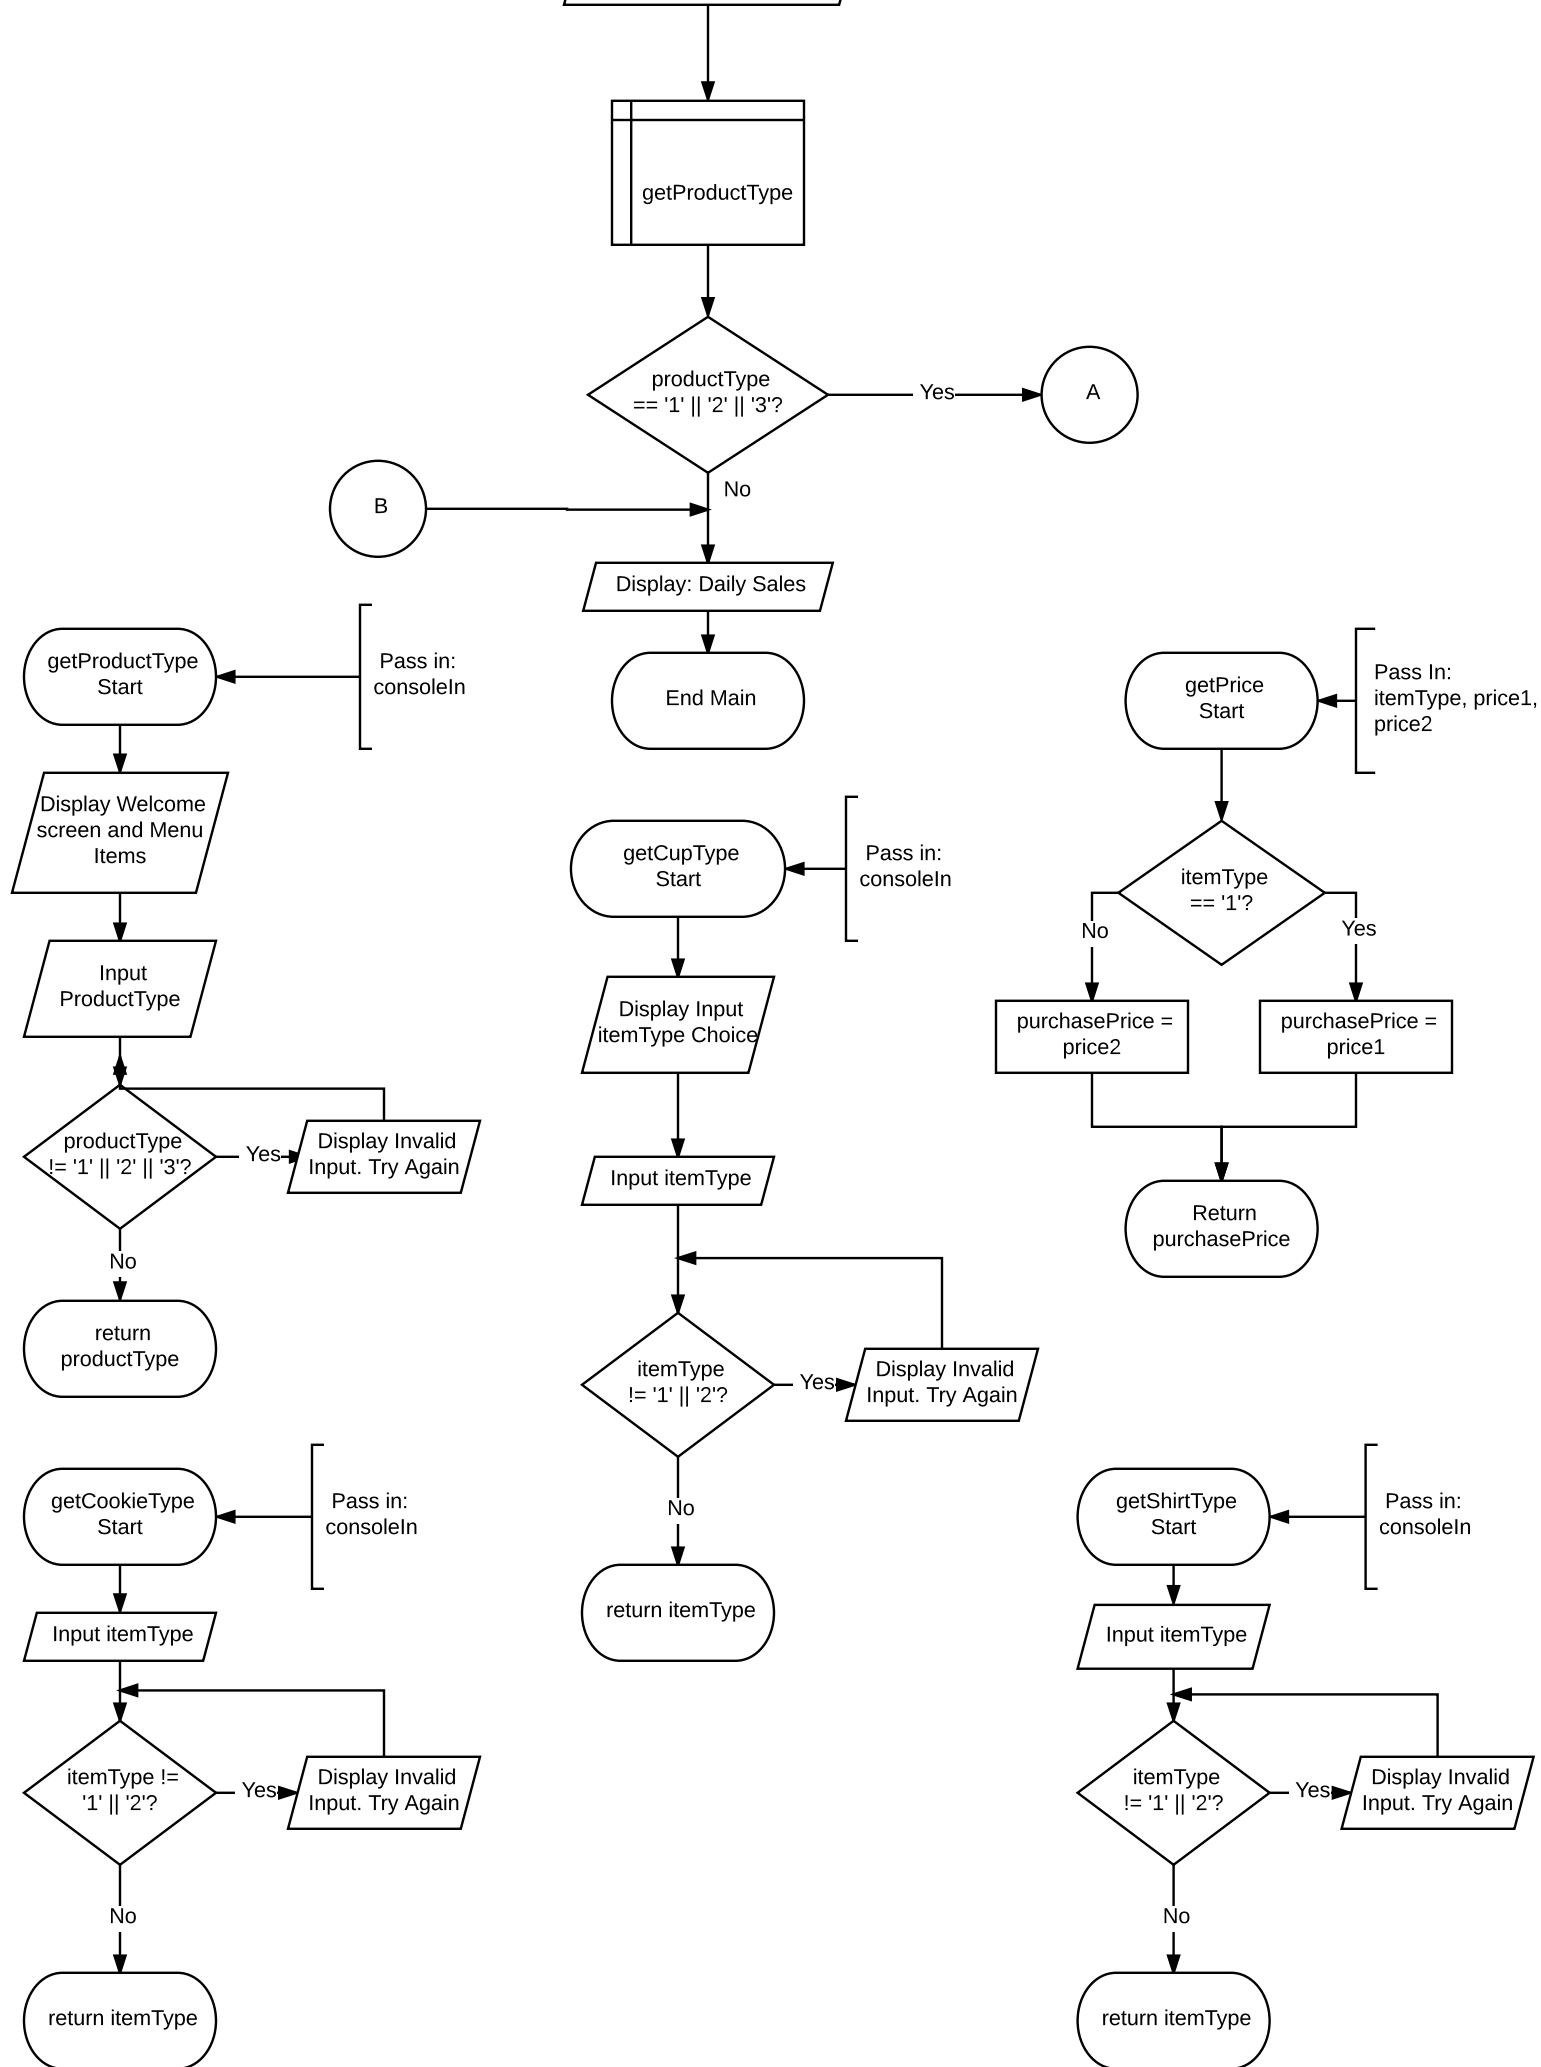 getProductType
productType
== '1' || '2' || '3'?
Yes
A
No
B
Display: Daily Sales
End Main
getProductType
Start
Pass in:
consoleIn
Display Welcome
screen and Menu
Items
Input
ProductType
productType
!= '1' || '2' || '3'?
Yes
Display Invalid
Input. Try Again
No
return
productType
getCupType
Start
Pass in:
consoleIn
Display Input
itemType Choice
Input itemType
itemType
!= '1' || '2'?
Yes
Display Invalid
Input. Try Again
No
return itemType
getPrice
Start
Pass In:
itemType, price1,
price2
itemType
== '1'?
No
Yes
purchasePrice =
price2
purchasePrice =
price1
Return
purchasePrice
getCookieType
Start
Pass in:
consoleIn
Input itemType
itemType !=
'1' || '2'?
Yes
Display Invalid
Input. Try Again
No
return itemType
getShirtType
Start
Pass in:
consoleIn
Input itemType
itemType
!= '1' || '2'?
Yes
Display Invalid
Input. Try Again
No
return itemType